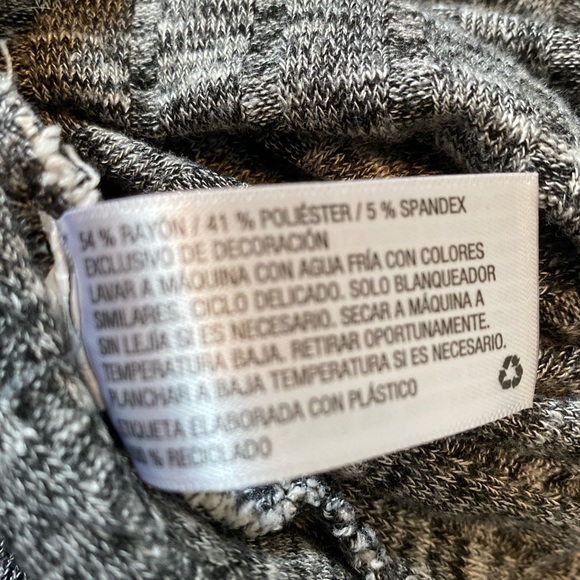 54 % RAYON / 41 % POLIÉSTER / 5 % SPANDEX
EXCLUSIVO DE DECORACIÓN
LAVAR A MÁQUINA CON AGUA FRÍA CON COLORES
SIMILARES. CICLO DELICADO. SOLO BLANQUEADOR
SIN LEJÍA SI ES NECESARIO. SECAR A MÁQUINA A
TEMPERATURA BAJA. RETIRAR OPORTUNAMENTE.
PLANCHAR A BAJA TEMPERATURA SI ES NECESARIO.
ETIQUETA ELABORADA CON PLÁSTICO
% RECICLADO